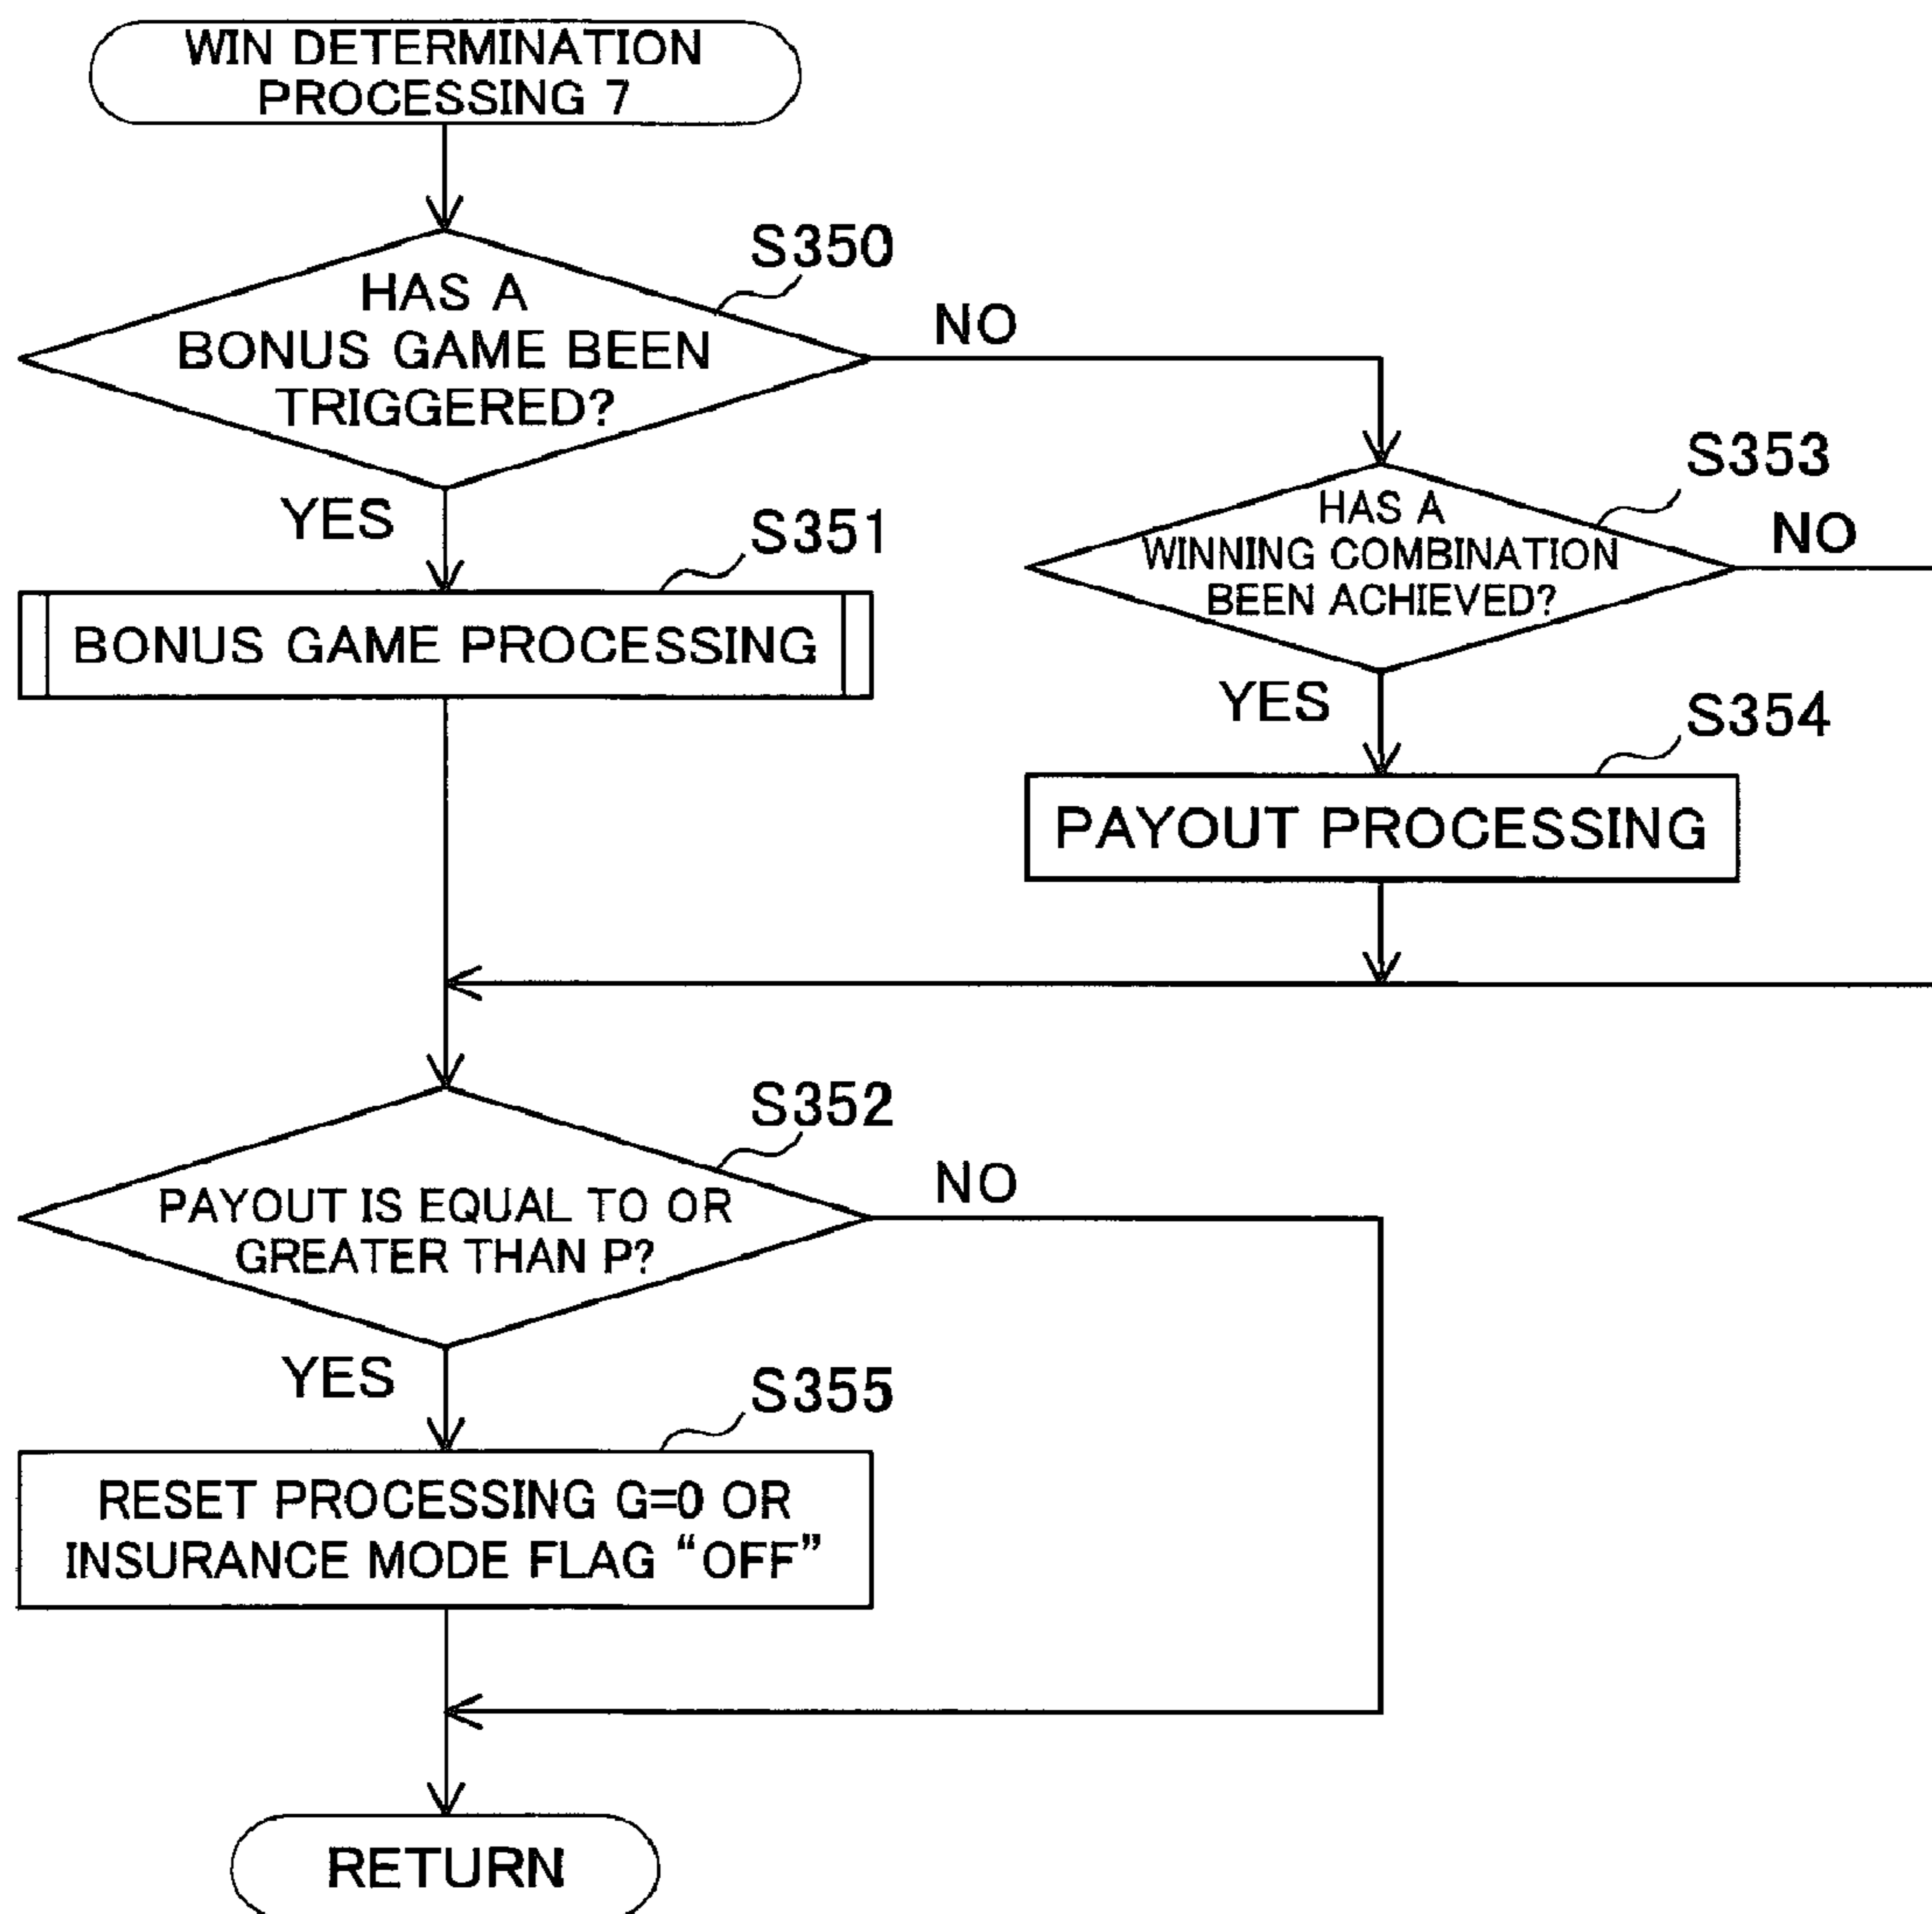 WIN DETERMINATION
PROCESSING 7
S350
HAS A
BONUS GAME BEEN
TRIGGERED?
NO
YES
S351
BONUS GAME PROCESSING
S353
HAS A
WINNING COMBINATION
BEEN ACHIEVED?
NO
YES
S354
PAYOUT PROCESSING
S352
PAYOUT IS EQUAL TO OR
GREATER THAN P?
NO
YES
S355
RESET PROCESSING G=0 OR
INSURANCE MODE FLAG “OFF”
RETURN